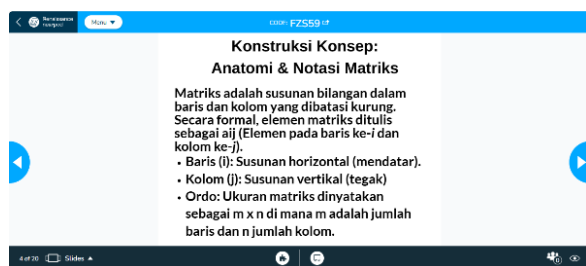 Renaissance
nearpod
Menu ▼
CODE: FZS59
Konstruksi Konsep:
Anatomi & Notasi Matriks
Matriks adalah susunan bilangan dalam
baris dan kolom yang dibatasi kurung.
Secara formal, elemen matriks ditulis
sebagai aij (Elemen pada baris ke-i dan
kolom ke-j).
• Baris (i): Susunan horizontal (mendatar).
• Kolom (j): Susunan vertikal (tegak)
• Ordo: Ukuran matriks dinyatakan
sebagai m x n di mana m adalah jumlah
baris dan n jumlah kolom.
4 of 20 Slides ▲
0